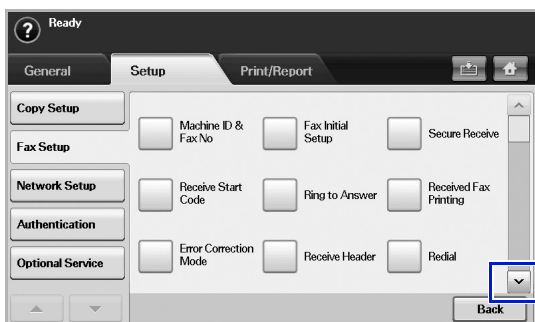 Ready
General
Setup
Print/Report
Copy Setup
Fax Setup
Network Setup
Authentication
Optional Service
Machine ID &
Fax No
Fax Initial
Setup
Secure Receive
Receive Start
Code
Ring to Answer
Received Fax
Printing
Error Correction
Mode
Receive Header
Redial
Back